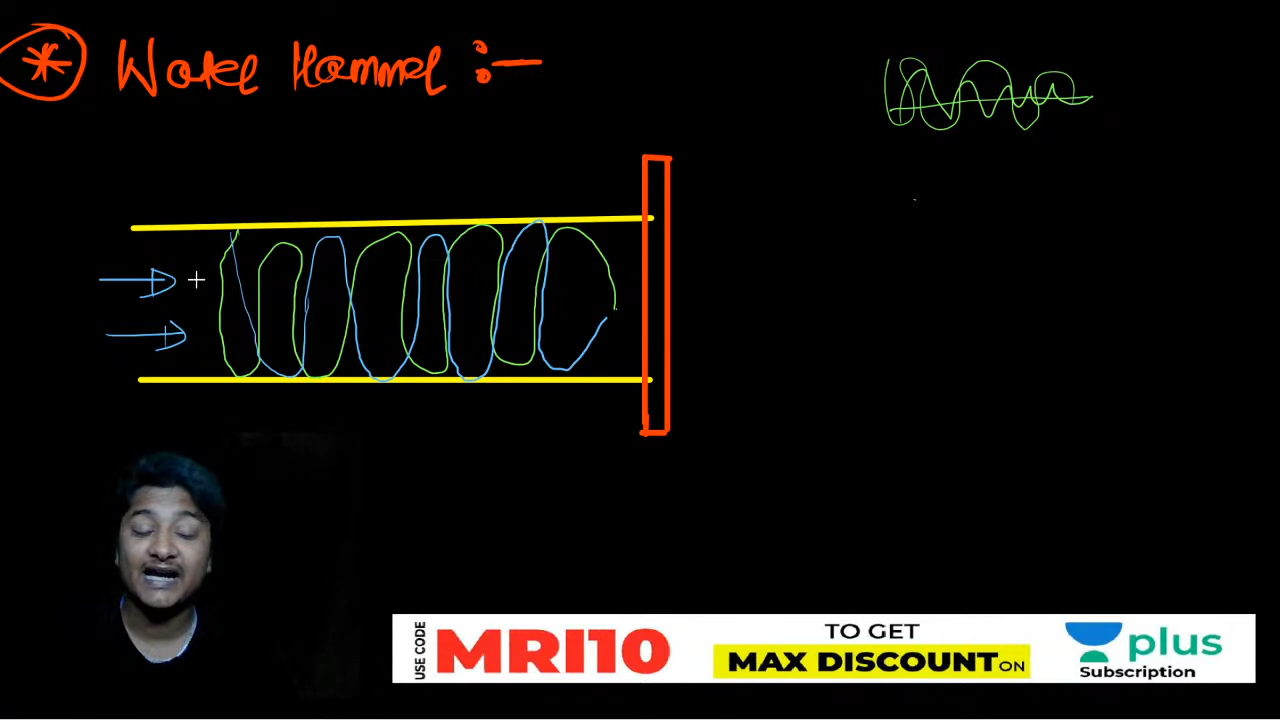 * Water Hammer :-
USE CODE
MRI10
TO GET
MAX DISCOUNT ON
plus
Subscription